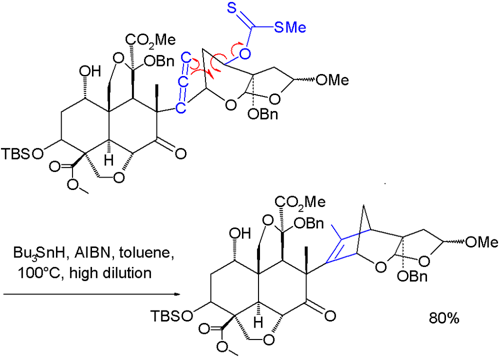 S
SMe
CO₂Me
O
OBn
O
C
OH
C
OMe
C
O
O
OBn
TBSO
H
O
O
O
O
CO₂Me
O
OBn
OH
OMe
O
O
OBn
Bu₃SnH, AIBN, toluene,
100°C, high dilution
TBSO
H
O
80%
O
O
O